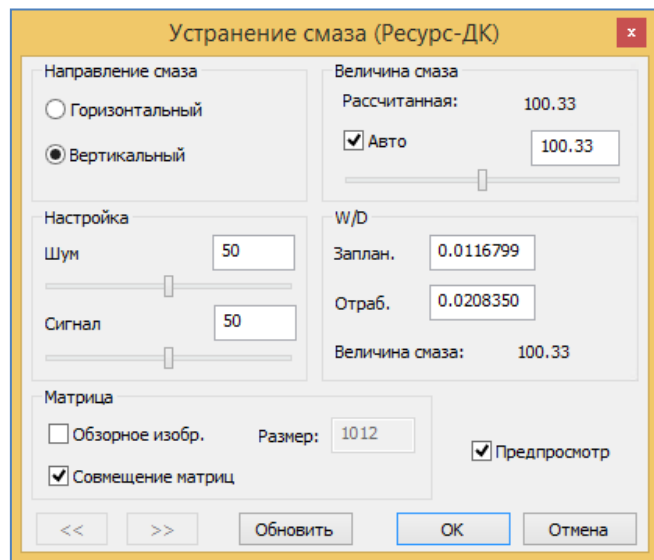 Устранение смаза (Ресурс-ДК)
x
Направление смаза
Горизонтальный
Вертикальный
Величина смаза
Рассчитанная: 100.33
Авто 100.33
Настройка
Шум 50
Сигнал 50
W/D
Заплан. 0.0116799
Отраб. 0.0208350
Величина смаза: 100.33
Матрица
Обзорное изобр. Размер: 1012
Совмещение матриц
Предпросмотр
<< >> Обновить OK Отмена